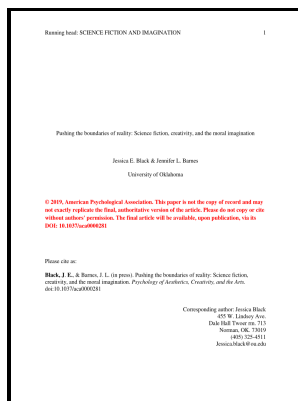 Running head: SCIENCE FICTION AND IMAGINATION 1
Pushing the boundaries of reality: Science fiction, creativity, and the moral imagination
Jessica E. Black & Jennifer L. Barnes
University of Oklahoma
© 2019, American Psychological Association. This paper is not the copy of record and may
not exactly replicate the final, authoritative version of the article. Please do not copy or cite
without authors' permission. The final article will be available, upon publication, via its
DOI: 10.1037/aca0000281
Please cite as:
Black, J. E., & Barnes, J. L. (in press). Pushing the boundaries of reality: Science fiction,
creativity, and the moral imagination. Psychology of Aesthetics, Creativity, and the Arts.
doi:10.1037/aca0000281
Corresponding author: Jessica Black
455 W. Lindsey Ave.
Dale Hall Twoer rm. 713
Norman, OK. 73019
(405) 325-4511
Jessica.black@ou.edu